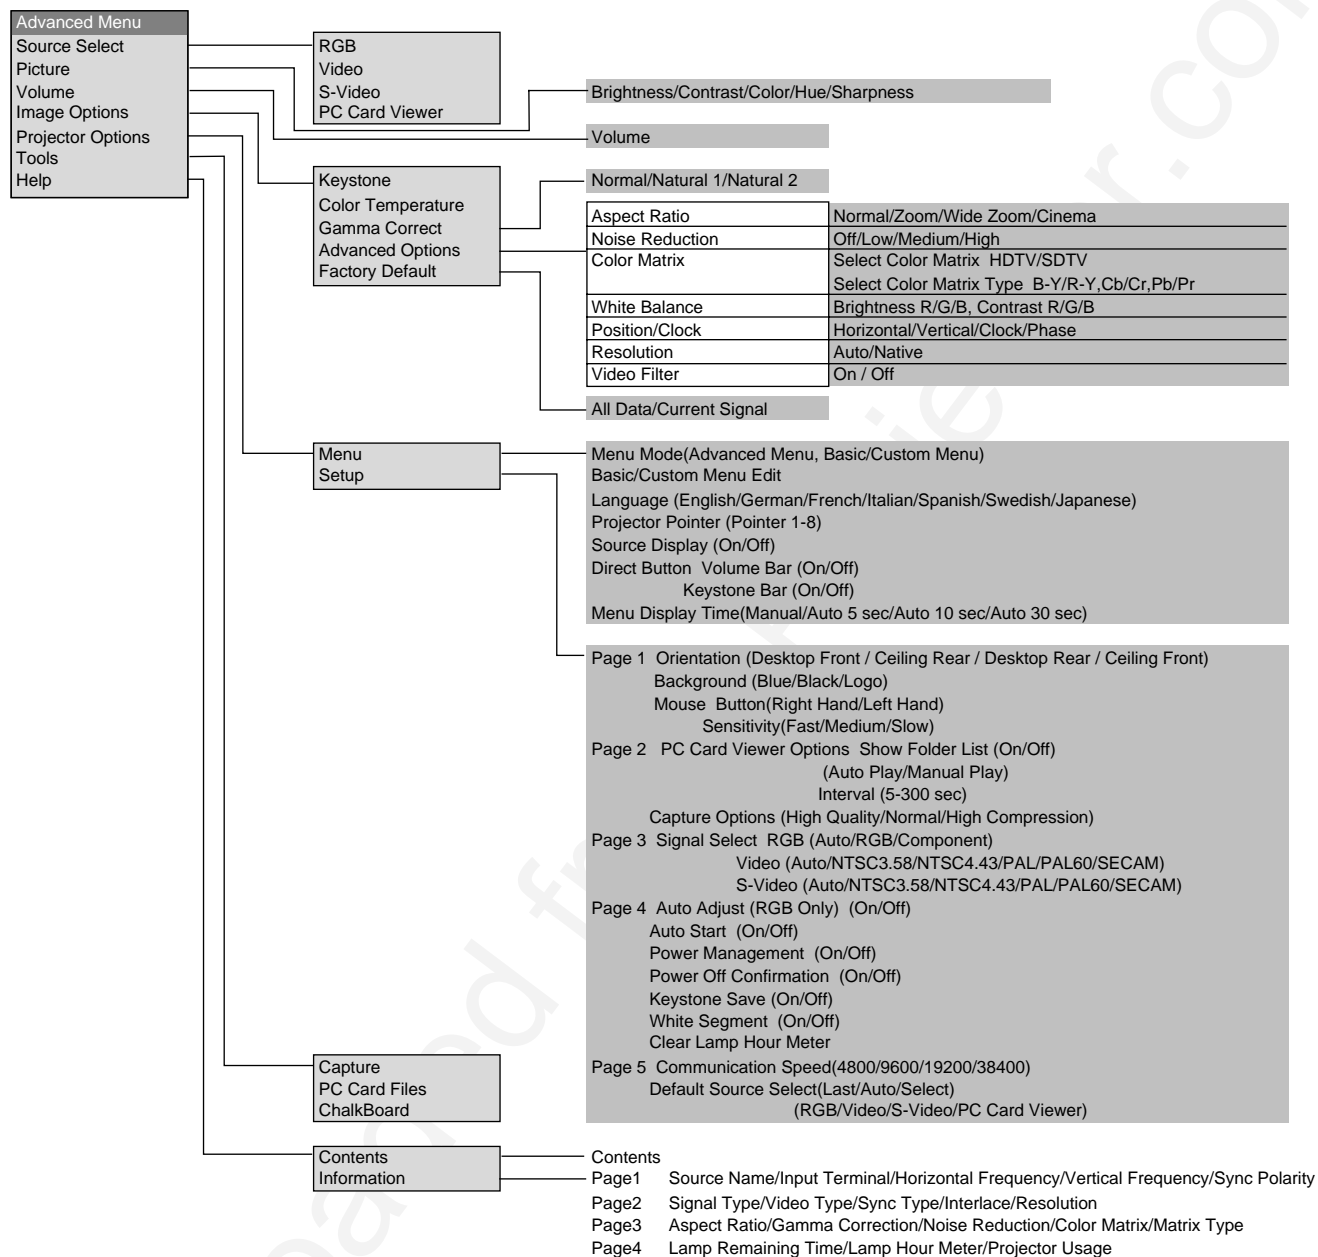 Advanced Menu
Source Select
Picture
Volume
Image Options
Projector Options
Tools
Help
RGB
Video
S-Video
PC Card Viewer
Brightness/Contrast/Color/Hue/Sharpness
Volume
Keystone
Color Temperature
Gamma Correct
Advanced Options
Factory Default
Normal/Natural 1/Natural 2
Aspect Ratio Normal/Zoom/Wide Zoom/Cinema
Noise Reduction Off/Low/Medium/High
Color Matrix Select Color Matrix HDTV/SDTV
Select Color Matrix Type B-Y/R-Y,Cb/Cr,Pb/Pr
White Balance Brightness R/G/B, Contrast R/G/B
Position/Clock Horizontal/Vertical/Clock/Phase
Resolution Auto/Native
Video Filter On / Off
All Data/Current Signal
Menu
Setup
Menu Mode(Advanced Menu, Basic/Custom Menu)
Basic/Custom Menu Edit
Language (English/German/French/Italian/Spanish/Swedish/Japanese)
Projector Pointer (Pointer 1-8)
Source Display (On/Off)
Direct Button Volume Bar (On/Off)
Keystone Bar (On/Off)
Menu Display Time(Manual/Auto 5 sec/Auto 10 sec/Auto 30 sec)
Page 1 Orientation (Desktop Front / Ceiling Rear / Desktop Rear / Ceiling Front)
Background (Blue/Black/Logo)
Mouse Button(Right Hand/Left Hand)
Sensitivity(Fast/Medium/Slow)
Page 2 PC Card Viewer Options Show Folder List (On/Off)
(Auto Play/Manual Play)
Interval (5-300 sec)
Capture Options (High Quality/Normal/High Compression)
Page 3 Signal Select RGB (Auto/RGB/Component)
Video (Auto/NTSC3.58/NTSC4.43/PAL/PAL60/SECAM)
S-Video (Auto/NTSC3.58/NTSC4.43/PAL/PAL60/SECAM)
Page 4 Auto Adjust (RGB Only) (On/Off)
Auto Start (On/Off)
Power Management (On/Off)
Power Off Confirmation (On/Off)
Keystone Save (On/Off)
White Segment (On/Off)
Clear Lamp Hour Meter
Page 5 Communication Speed(4800/9600/19200/38400)
Default Source Select(Last/Auto/Select)
(RGB/Video/S-Video/PC Card Viewer)
Capture
PC Card Files
ChalkBoard
Contents
Information
Contents
Page1 Source Name/Input Terminal/Horizontal Frequency/Vertical Frequency/Sync Polarity
Page2 Signal Type/Video Type/Sync Type/Interlace/Resolution
Page3 Aspect Ratio/Gamma Correction/Noise Reduction/Color Matrix/Matrix Type
Page4 Lamp Remaining Time/Lamp Hour Meter/Projector Usage